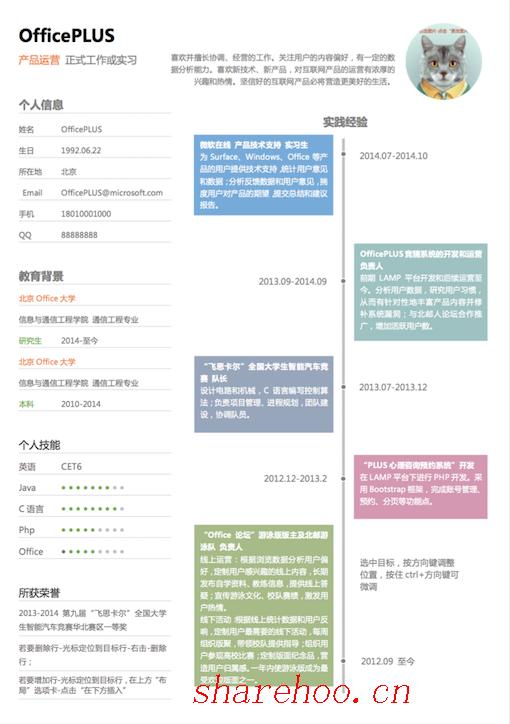 OfficePLUS
产品运营 正式工作或实习
喜欢并擅长协调、经营的工作。关注用户的内容偏好，有一定的数
据分析能力。喜欢新技术、新产品，对互联网产品的运营有浓厚的
兴趣和热情。坚信好的互联网产品必将营造更美好的生活。
个人信息
姓名 OfficePLUS
生日 1992.06.22
所在地 北京
Email OfficePLUS@microsoft.com
手机 18010001000
QQ 88888888
教育背景
北京 Office 大学
信息与通信工程学院 通信工程专业
研究生 2014-至今
北京 Office 大学
信息与通信工程学院 通信工程专业
本科 2010-2014
个人技能
英语 CET6
Java
C 语言
Php
Office
所获荣誉
2013-2014 第九届“飞思卡尔”全国大学
生智能汽车竞赛华北赛区一等奖
若要删除行-光标定位到目标行-右击-删除
行；
若要增加行-光标定位到目标行，在上方“布
局”选项卡-点击“在下方插入”
实践经验
微软在线 产品技术支持 实习生
为 Surface、Windows、Office 等产
品的用户提供技术支持，统计用户意见
和数据；分析反馈数据和用户意见，揣
度用户对产品的期望，提交总结和建议
报告。
2014.07-2014.10
OfficePLUS 竞猜系统的开发和运营
负责人
前期 LAMP 平台开发和后续运营至
今。分析用户数据，研究用户习惯，
从而有针对性地丰富产品内容并修
补系统漏洞；与北邮人论坛合作推
广，增加活跃用户数。
2013.09-2014.09
“飞思卡尔”全国大学生智能汽车竞
赛 队长
设计电路和机械，C 语言编写控制算
法；负责项目管理、进程规划，团队建
设，协调队员。
2013.07-2013.12
“PLUS 心理咨询预约系统”开发
在 LAMP 平台下进行 PHP 开发。采
用 Bootstrap 框架，完成账号管理、
预约、分页等功能点。
2012.12-2013.2
“Office 论坛”游泳版版主及北邮游
泳队 负责人
线上运营：根据浏览数据分析用户偏
好，定制用户感兴趣的线上内容，长期
发布自学资料、教练信息，提供线上答
疑；宣传游泳文化、校队赛绩，激发用
户热情。
线下活动：根据线上统计数据和用户反
响，定制用户最需要的线下活动，每周
组织版聚，带领校队提供指导；组织用
户参观高校比赛；定制版面纪念品，营
造用户归属感。一年内使游泳版成为最
受欢迎版面之一。
选中目标，按方向键调整
位置，按住 ctrl+方向键可
微调
2012.09 至今
sharehoo.cn